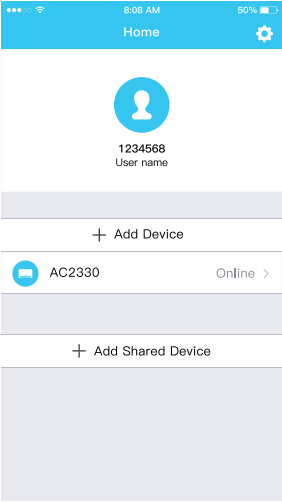 8:08 AM 50%
Home
1234568
User name
+ Add Device
AC2330 Online >
+ Add Shared Device